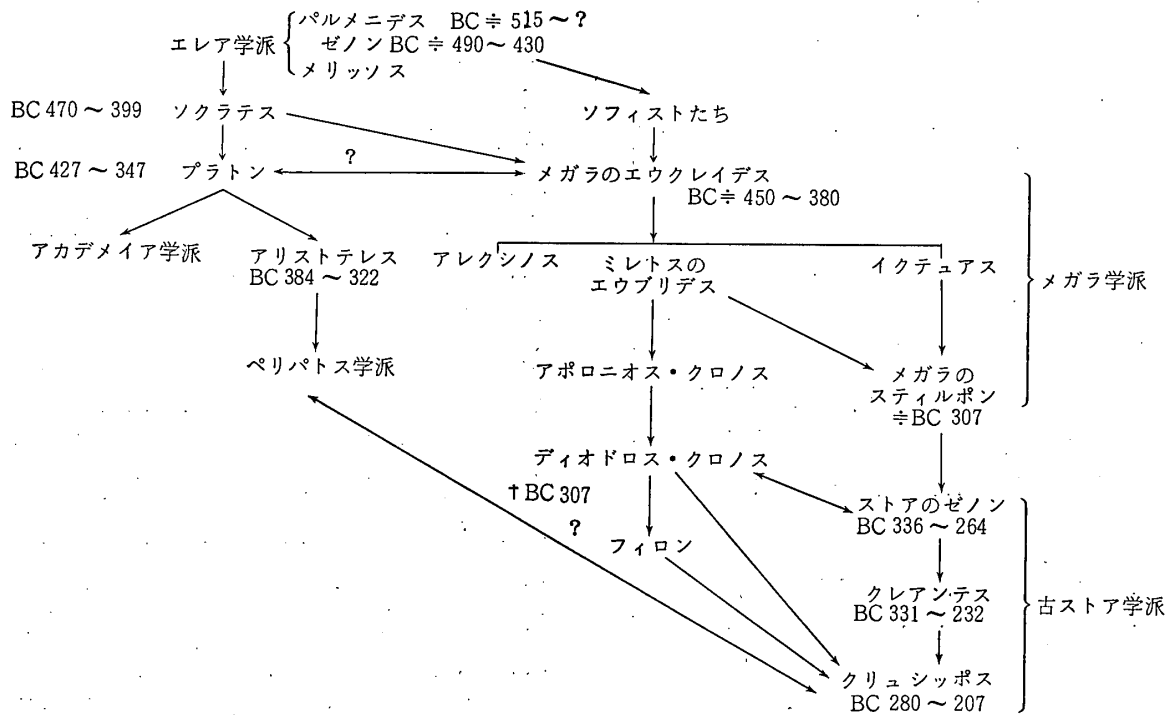 エレア学派
パルメニデス BC≒515～?
ゼノン BC≒490～430
メリッソス
BC 470～399 ソクラテス
ソフィストたち
BC 427～347 プラトン
?
メガラのエウクレイデス
BC≒450～380
アカデメイア学派
アリストテレス
BC 384～322
アレクシノス
ミレトスの
エウブリデス
イクテュアス
メガラ学派
ペリパトス学派
アポロニオス・クロノス
メガラの
スティルポン
≒BC 307
ディオドロス・クロノス
†BC 307
?
フィロン
ストアのゼノン
BC 336～264
クレアンテス
BC 331～232
古ストア学派
クリュシッポス
BC 280～207